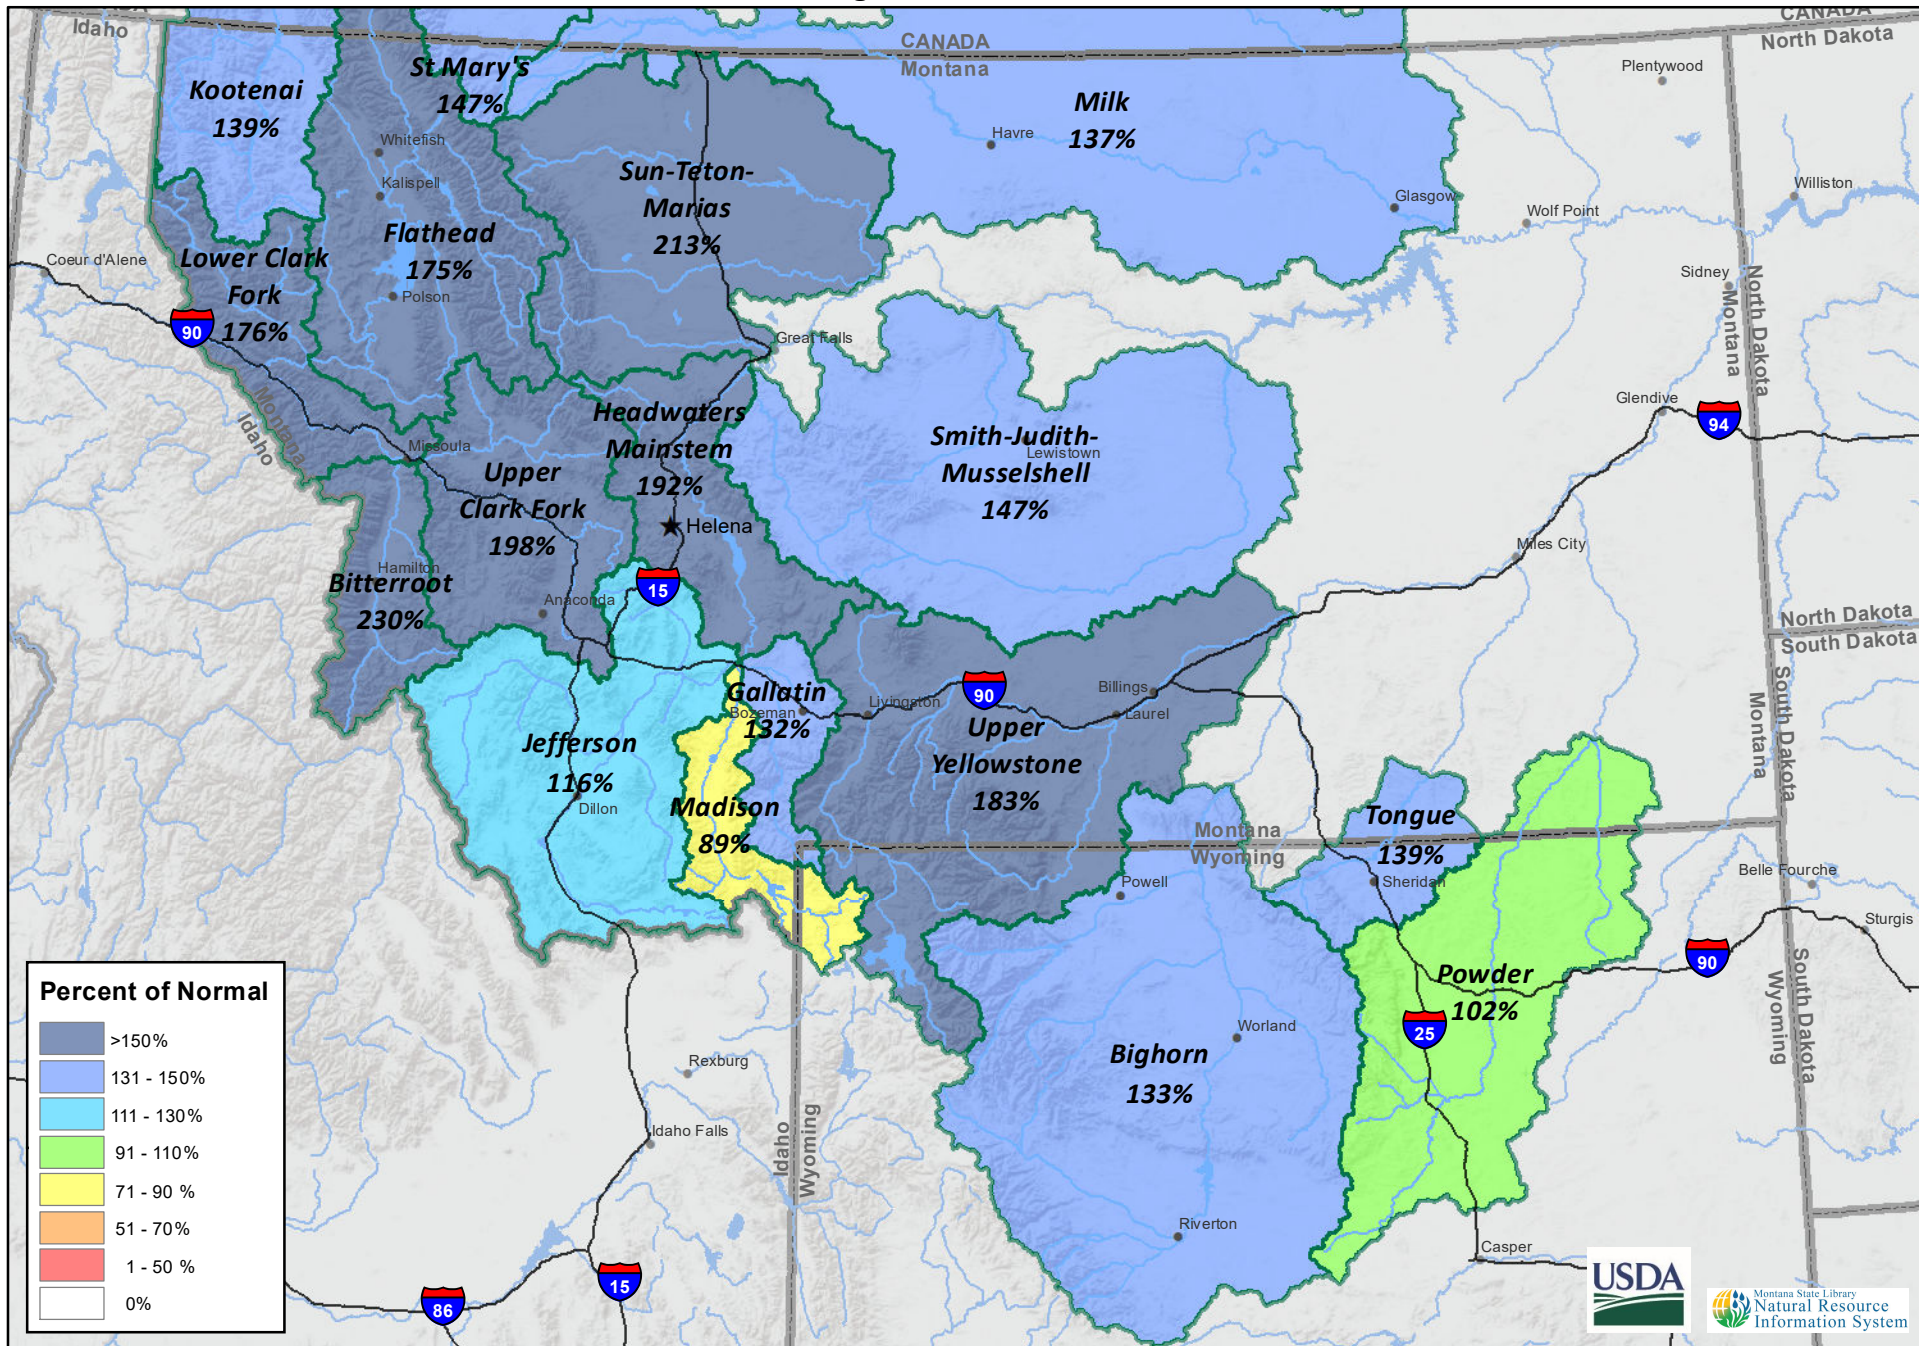 Idaho
CANADA
Montana
CANADA
North Dakota
Kootenai
139%
St Mary's
147%
Milk
137%
Plentywood
Whitefish
Havre
Kalispell
Sun-Teton-
Marias
213%
Glasgow
Wolf Point
Williston
Flathead
175%
Coeur d'Alene
Lower Clark
Fork
176%
Polson
Sidney
North Dakota
Montana
90
Great Falls
Montana
Idaho
Headwaters
Mainstem
192%
Smith-Judith-
Lewistown
Musselshell
147%
Glendive
94
Missoula
Upper
Clark Fork
198%
Helena
Miles City
Hamilton
Bitterroot
230%
Anaconda
15
North Dakota
South Dakota
Gallatin
Bozeman
132%
Livingston
90
Billings
Laurel
Upper
Yellowstone
183%
South Dakota
Montana
Jefferson
116%
Dillon
Madison
89%
Tongue
139%
Montana
Wyoming
Powell
Sheridan
Belle Fourche
Sturgis
90
Powder
102%
25
South Dakota
Wyoming
Worland
Bighorn
133%
Rexburg
Idaho Falls
Idaho
Wyoming
Riverton
Casper
15
86
Percent of Normal
>150%
131 - 150%
111 - 130%
91 - 110%
71 - 90 %
51 - 70%
1 - 50 %
0%
USDA
Montana State Library
Natural Resource
Information System